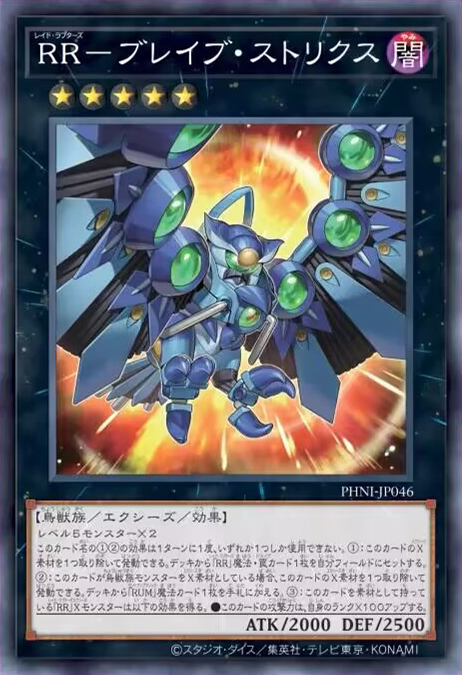 レイド・ラプターズ
RR－ブレイブ・ストリクス
やみ
闇
PHNI-JP046
【鳥獣族／エクシーズ／効果】
レベル５モンスター×２
このカード名の①②の効果は１ターンに１度、いずれか１つしか使用できない。①：このカードのＸ
素材を１つ取り除いて発動できる。デッキから「RR」魔法・罠カード１枚を自分フィールドにセットする。
②：このカードが鳥獣族モンスターをＸ素材としている場合、このカードのＸ素材を１つ取り除いて
発動できる。デッキから「RUM」魔法カード１枚を手札に加える。③：このカードを素材として持って
いる「RR」Ｘモンスターは以下の効果を得る。●このカードの攻撃力は、自身のランク×100アップする。
ATK/2000 DEF/2500
©スタジオ・ダイス／集英社・テレビ東京・KONAMI